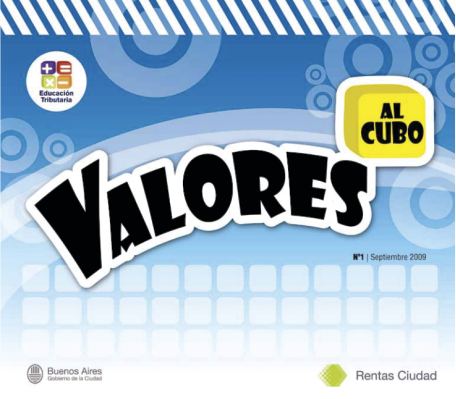 Educación
Tributaria
AL
CUBO
VALORES
Nº1 | Septiembre 2009
Buenos Aires
Gobierno de la Ciudad
Rentas Ciudad